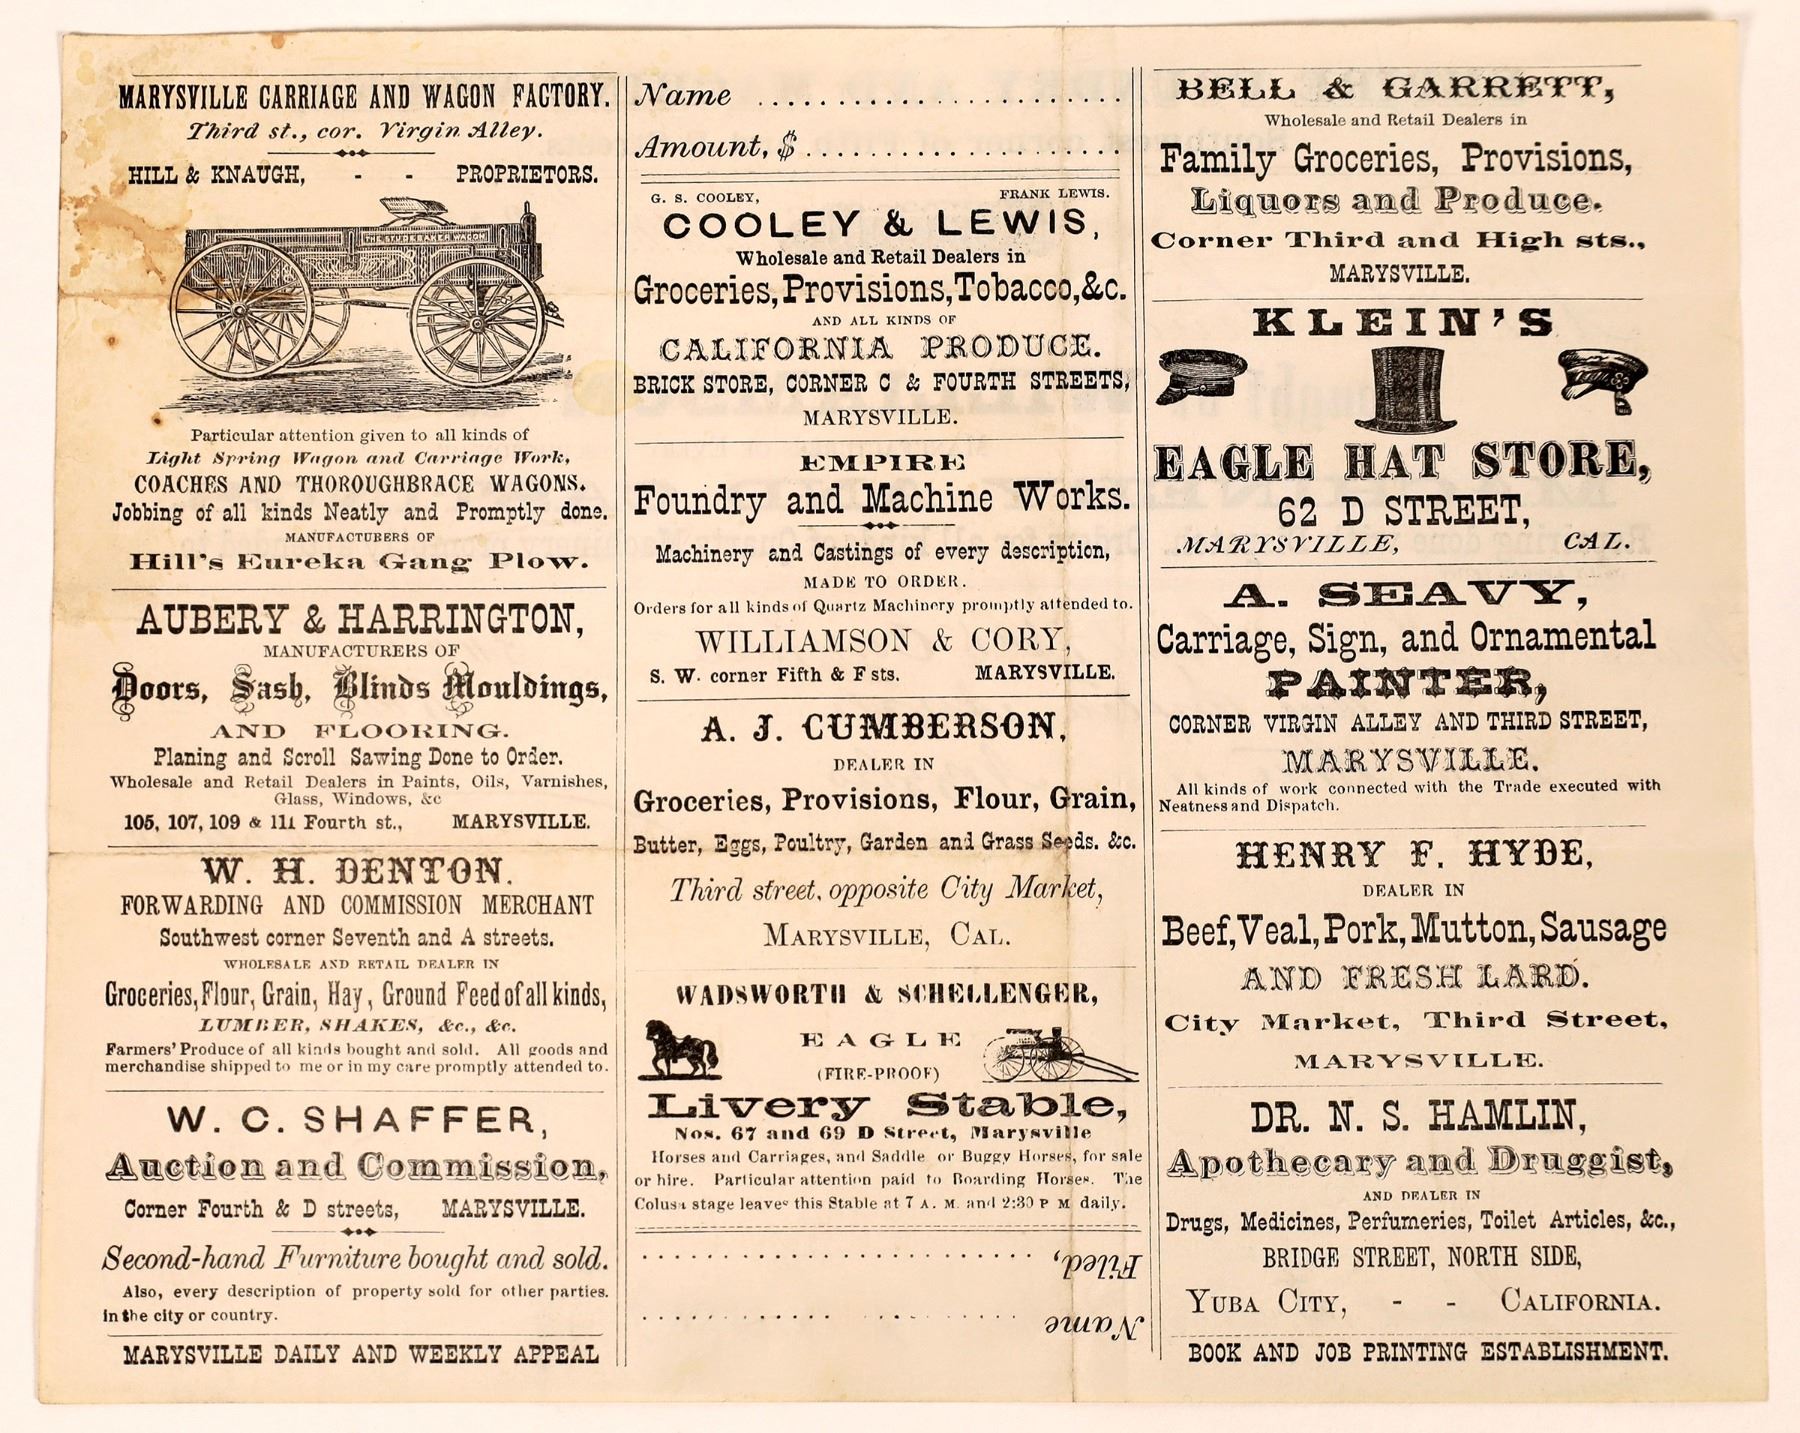 MARYSVILLE CARRIAGE AND WAGON FACTORY.
Third st., cor. Virgin Alley.
HILL & KNAUGH, - - PROPRIETORS.
THE STUDEBAKER WAGON
Particular attention given to all kinds of
Light Spring Wagon and Carriage Work,
COACHES AND THOROUGHBRACE WAGONS.
Jobbing of all kinds Neatly and Promptly done.
MANUFACTURERS OF
Hill's Eureka Gang Plow.
AUBERY & HARRINGTON,
MANUFACTURERS OF
Doors, Sash, Blinds Mouldings,
AND FLOORING.
Planing and Scroll Sawing Done to Order.
Wholesale and Retail Dealers in Paints, Oils, Varnishes,
Glass, Windows, &c
105, 107, 109 & 111 Fourth st., MARYSVILLE.
W. H. DENTON.
FORWARDING AND COMMISSION MERCHANT
Southwest corner Seventh and A streets.
WHOLESALE AND RETAIL DEALER IN
Groceries, Flour, Grain, Hay, Ground Feed of all kinds,
LUMBER, SHAKES, &c., &c.
Farmers' Produce of all kinds bought and sold. All goods and
merchandise shipped to me or in my care promptly attended to.
W. C. SHAFFER,
Auction and Commission,
Corner Fourth & D streets, MARYSVILLE.
Second-hand Furniture bought and sold.
Also, every description of property sold for other parties.
in the city or country.
MARYSVILLE DAILY AND WEEKLY APPEAL
Name ........................
Amount, $ ....................
G. S. COOLEY, FRANK LEWIS.
COOLEY & LEWIS,
Wholesale and Retail Dealers in
Groceries, Provisions, Tobacco, &c.
AND ALL KINDS OF
CALIFORNIA PRODUCE.
BRICK STORE, CORNER C & FOURTH STREETS,
MARYSVILLE.
EMPIRE
Foundry and Machine Works.
Machinery and Castings of every description,
MADE TO ORDER.
Orders for all kinds of Quartz Machinery promptly attended to.
WILLIAMSON & CORY,
S. W. corner Fifth & F sts. MARYSVILLE.
A. J. CUMBERSON,
DEALER IN
Groceries, Provisions, Flour, Grain,
Butter, Eggs, Poultry, Garden and Grass Seeds. &c.
Third street, opposite City Market,
MARYSVILLE, CAL.
WADSWORTH & SCHELLENGER,
EAGLE
(FIRE-PROOF)
Livery Stable,
Nos. 67 and 69 D Street, Marysville
Horses and Carriages, and Saddle or Buggy Horses, for sale
or hire. Particular attention paid to Boarding Horses. The
Colusa stage leaves this Stable at 7 A. M. and 2:30 P M daily.
Filed, ........................
Name ........................
BELL & GARRETT,
Wholesale and Retail Dealers in
Family Groceries, Provisions,
Liquors and Produce.
Corner Third and High sts.,
MARYSVILLE.
KLEIN'S
EAGLE HAT STORE,
62 D STREET,
MARYSVILLE, CAL.
A. SEAVY,
Carriage, Sign, and Ornamental
PAINTER,
CORNER VIRGIN ALLEY AND THIRD STREET,
MARYSVILLE.
All kinds of work connected with the Trade executed with
Neatness and Dispatch.
HENRY F. HYDE,
DEALER IN
Beef, Veal, Pork, Mutton, Sausage
AND FRESH LARD.
City Market, Third Street,
MARYSVILLE.
DR. N. S. HAMLIN,
Apothecary and Druggist,
AND DEALER IN
Drugs, Medicines, Perfumeries, Toilet Articles, &c.,
BRIDGE STREET, NORTH SIDE,
YUBA CITY, - - CALIFORNIA.
BOOK AND JOB PRINTING ESTABLISHMENT.